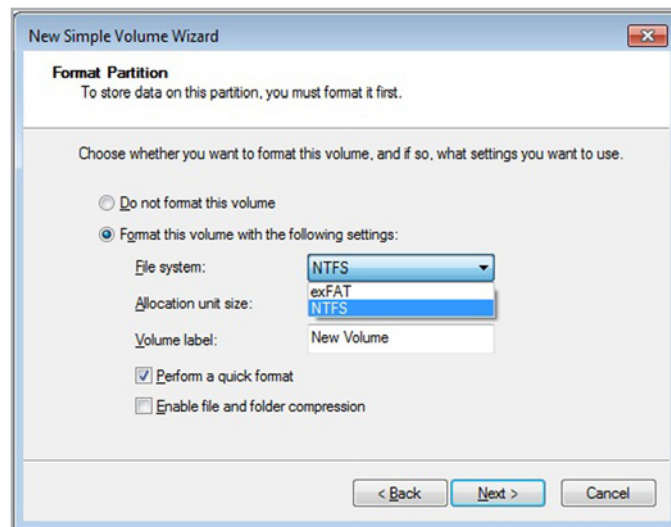 New Simple Volume Wizard
Format Partition
To store data on this partition, you must format it first.
Choose whether you want to format this volume, and if so, what settings you want to use.
Do not format this volume
Format this volume with the following settings:
File system: NTFS
exFAT
Allocation unit size: NTFS
Volume label: New Volume
Perform a quick format
Enable file and folder compression
< Back Next > Cancel